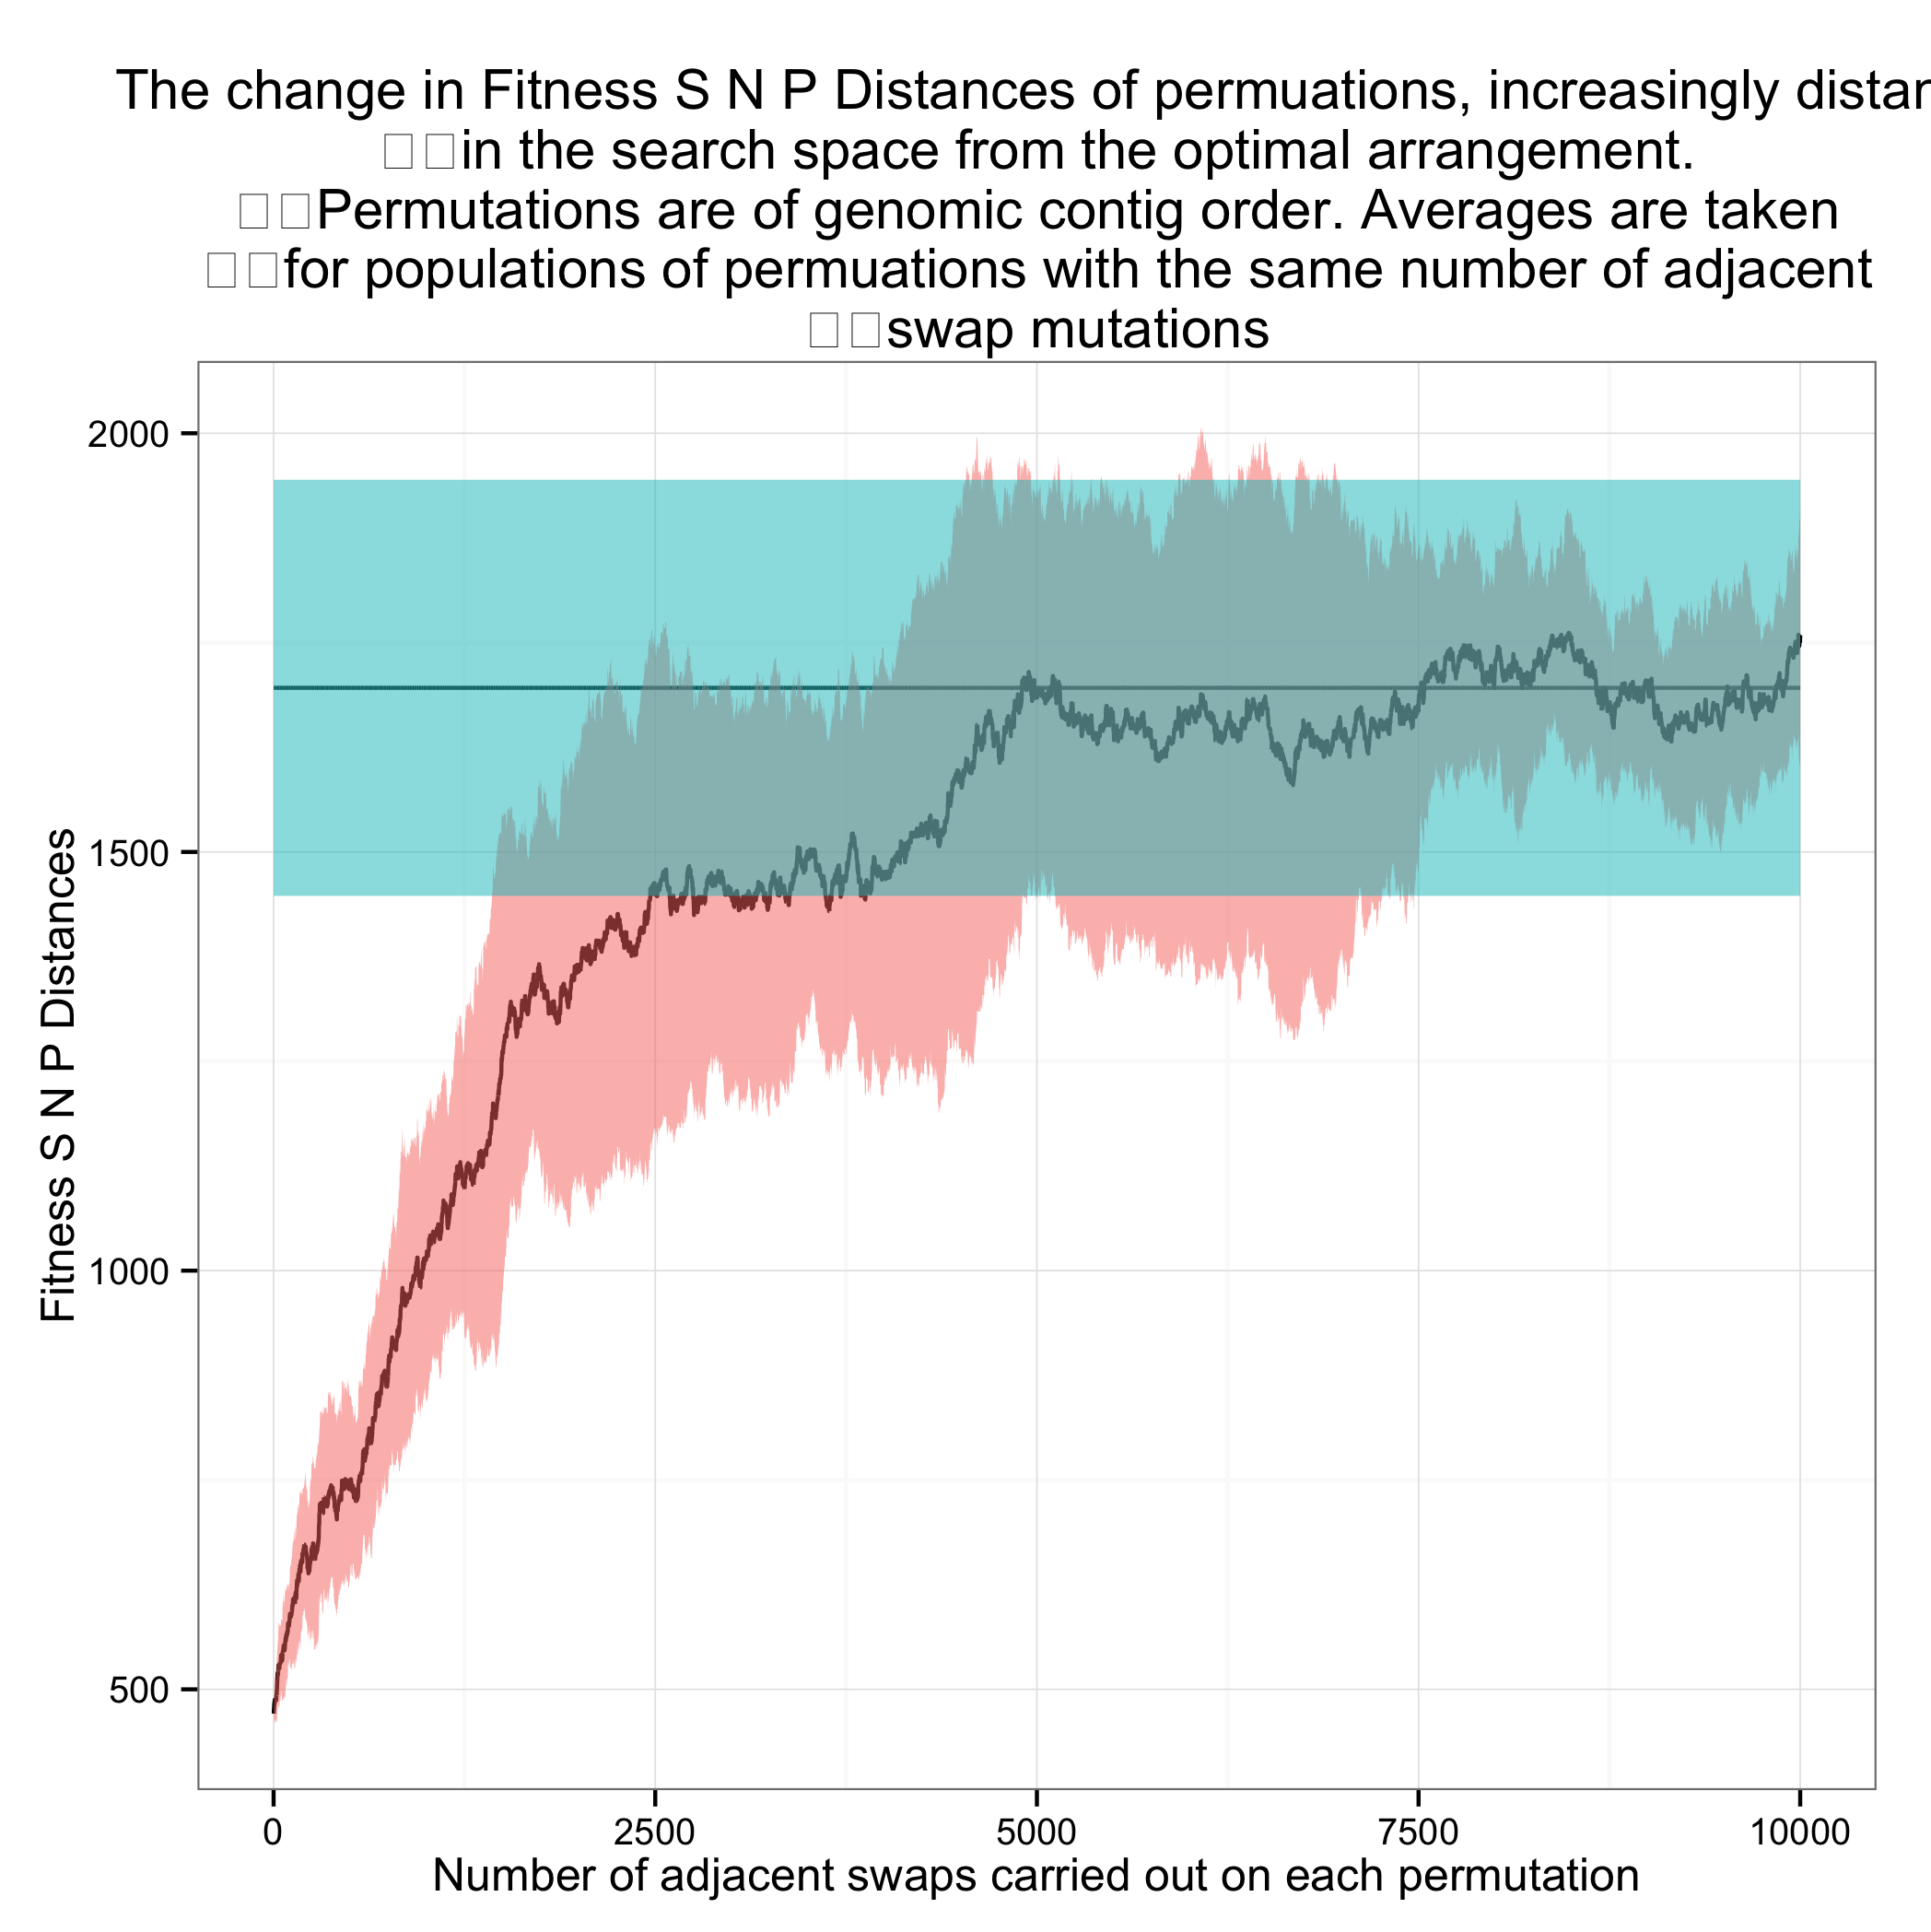 The change in Fitness S N P Distances of permuations, increasingly distan
□□in the search space from the optimal arrangement.
□□Permutations are of genomic contig order. Averages are taken
□□for populations of permuations with the same number of adjacent
□□swap mutations
Fitness S N P Distances
2000
1500
1000
500
0 2500 5000 7500 10000
Number of adjacent swaps carried out on each permutation